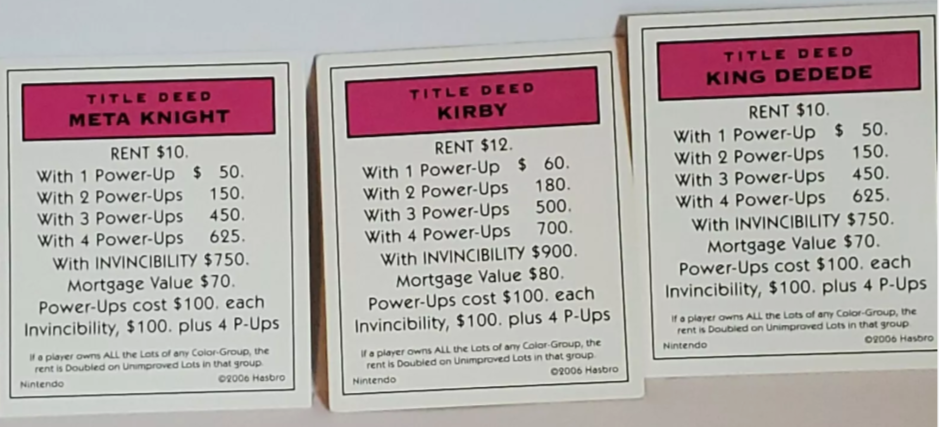 TITLE DEED
META KNIGHT
RENT $10.
With 1 Power-Up $ 50.
With 2 Power-Ups 150.
With 3 Power-Ups 450.
With 4 Power-Ups 625.
With INVINCIBILITY $750.
Mortgage Value $70.
Power-Ups cost $100. each
Invincibility, $100. plus 4 P-Ups
If a player owns ALL the Lots of any Color-Group, the
rent is Doubled on Unimproved Lots in that group.
Nintendo ©2006 Hasbro
TITLE DEED
KIRBY
RENT $12.
With 1 Power-Up $ 60.
With 2 Power-Ups 180.
With 3 Power-Ups 500.
With 4 Power-Ups 700.
With INVINCIBILITY $900.
Mortgage Value $80.
Power-Ups cost $100. each
Invincibility, $100. plus 4 P-Ups
If a player owns ALL the Lots of any Color-Group, the
rent is Doubled on Unimproved Lots in that group.
Nintendo ©2006 Hasbro
TITLE DEED
KING DEDEDE
RENT $10.
With 1 Power-Up $ 50.
With 2 Power-Ups 150.
With 3 Power-Ups 450.
With 4 Power-Ups 625.
With INVINCIBILITY $750.
Mortgage Value $70.
Power-Ups cost $100. each
Invincibility, $100. plus 4 P-Ups
If a player owns ALL the Lots of any Color-Group, the
rent is Doubled on Unimproved Lots in that group.
Nintendo ©2006 Hasbro